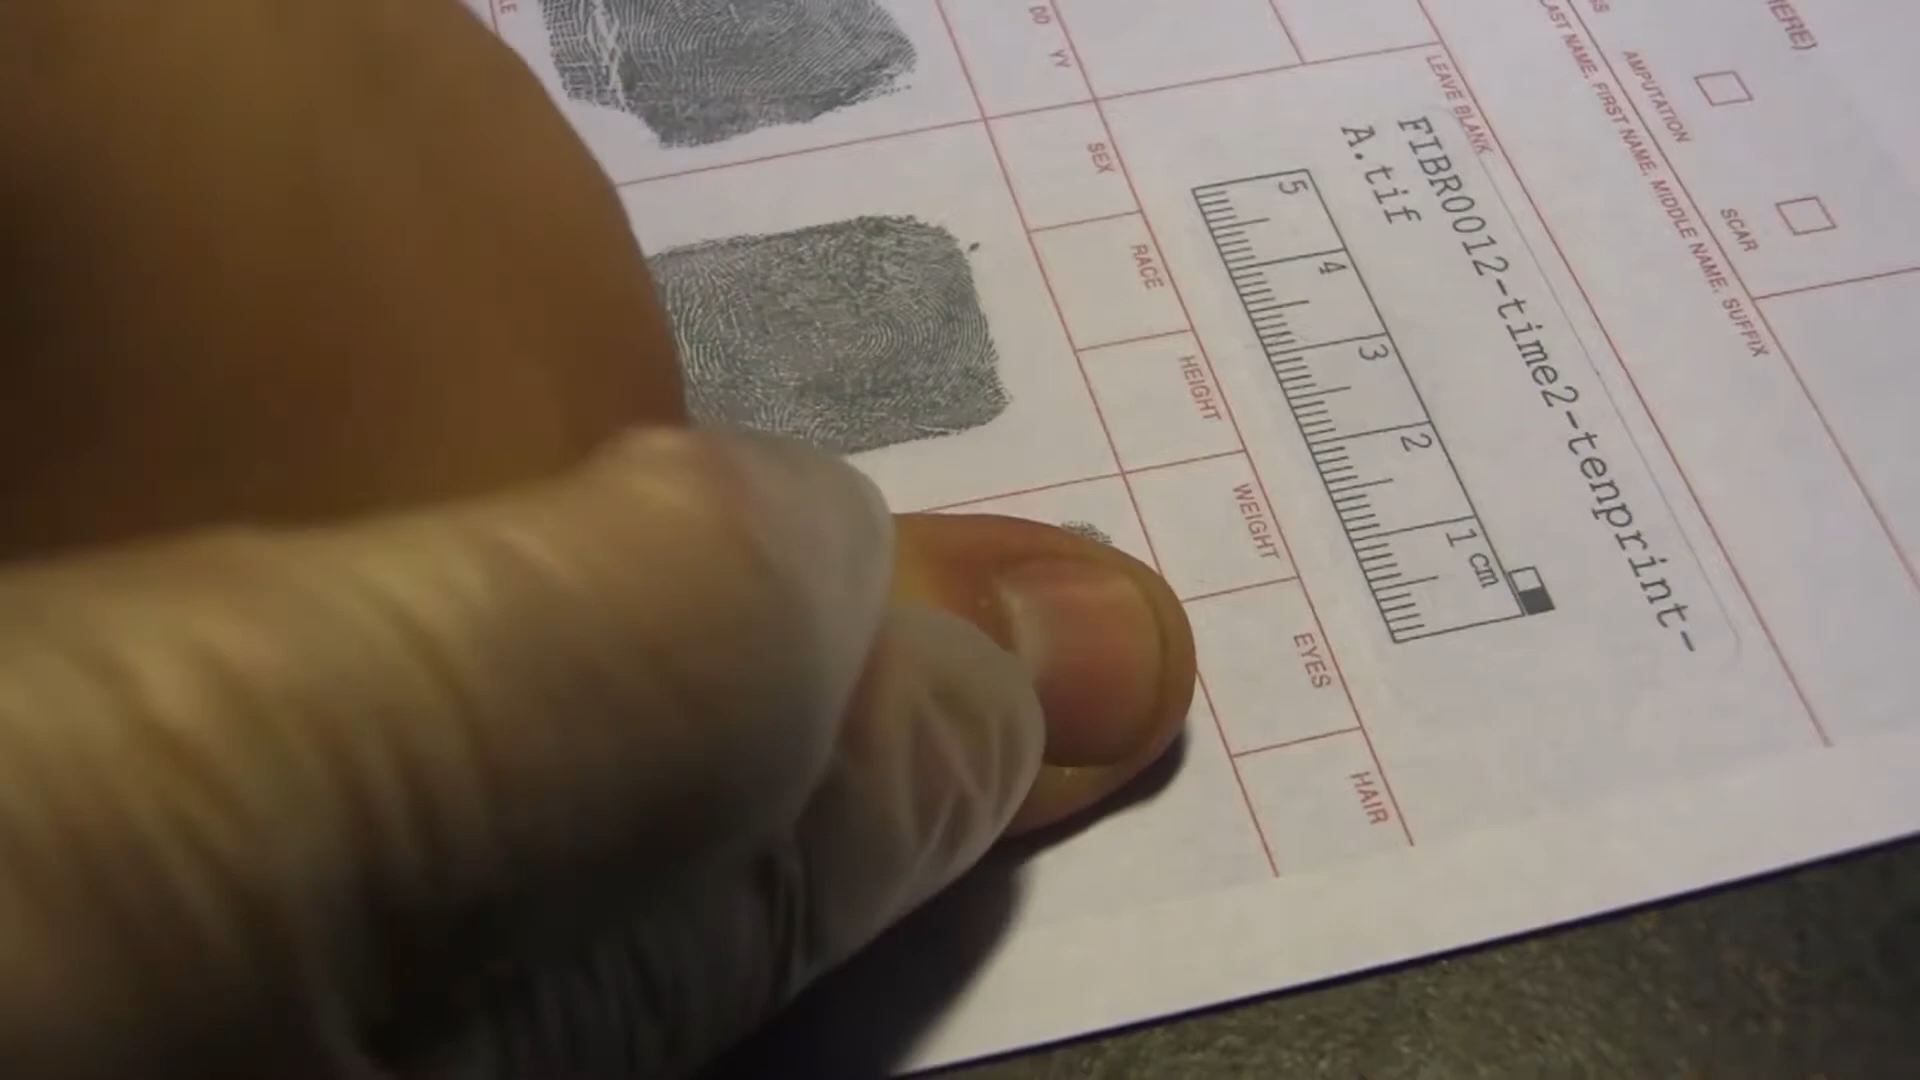 HERE)
AMPUTATION
SCAR
LAST NAME, FIRST NAME, MIDDLE NAME, SUFFIX
LEAVE BLANK
FIBR0012-time2-tenprint-
A.tif
5 4 3 2 1 cm
DD YY
SEX
RACE
HEIGHT
WEIGHT
EYES
HAIR